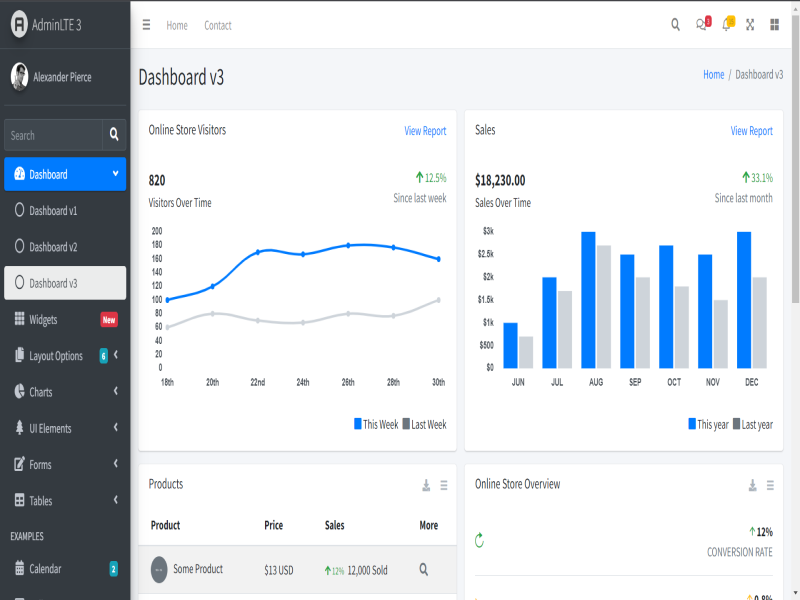 AdminLTE 3
Home
Contact
3
Alexander Pierce
Dashboard v3
Home / Dashboard v3
Search
Dashboard
Dashboard v1
Dashboard v2
Dashboard v3
Widgets
New
Layout Options
6
Charts
UI Elements
Forms
Tables
EXAMPLES
Calendar
2
Online Store Visitors
View Report
820
12.5%
Visitors Over Time
Since last week
200
180
160
140
120
100
80
60
40
20
0
18th 20th 22nd 24th 26th 28th 30th
This Week Last Week
Sales
View Report
$18,230.00
33.1%
Sales Over Time
Since last month
$3k
$2.5k
$2k
$1.5k
$1k
$500
$0
JUN JUL AUG SEP OCT NOV DEC
This year Last year
Products
Product Price Sales More
Some Product $13 USD 12% 12,000 Sold
Online Store Overview
12%
CONVERSION RATE
0.8%